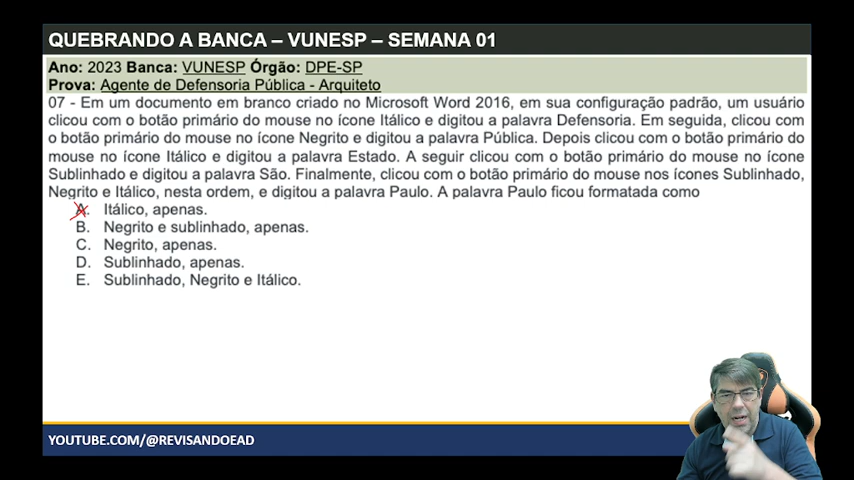 QUEBRANDO A BANCA – VUNESP – SEMANA 01
Ano: 2023 Banca: VUNESP Órgão: DPE-SP
Prova: Agente de Defensoria Pública - Arquiteto
07 - Em um documento em branco criado no Microsoft Word 2016, em sua configuração padrão, um usuário
clicou com o botão primário do mouse no ícone Itálico e digitou a palavra Defensoria. Em seguida, clicou com
o botão primário do mouse no ícone Negrito e digitou a palavra Pública. Depois clicou com o botão primário do
mouse no ícone Itálico e digitou a palavra Estado. A seguir clicou com o botão primário do mouse no ícone
Sublinhado e digitou a palavra São. Finalmente, clicou com o botão primário do mouse nos ícones Sublinhado,
Negrito e Itálico, nesta ordem, e digitou a palavra Paulo. A palavra Paulo ficou formatada como
A. Itálico, apenas.
B. Negrito e sublinhado, apenas.
C. Negrito, apenas.
D. Sublinhado, apenas.
E. Sublinhado, Negrito e Itálico.
YOUTUBE.COM/@REVISANDOEAD